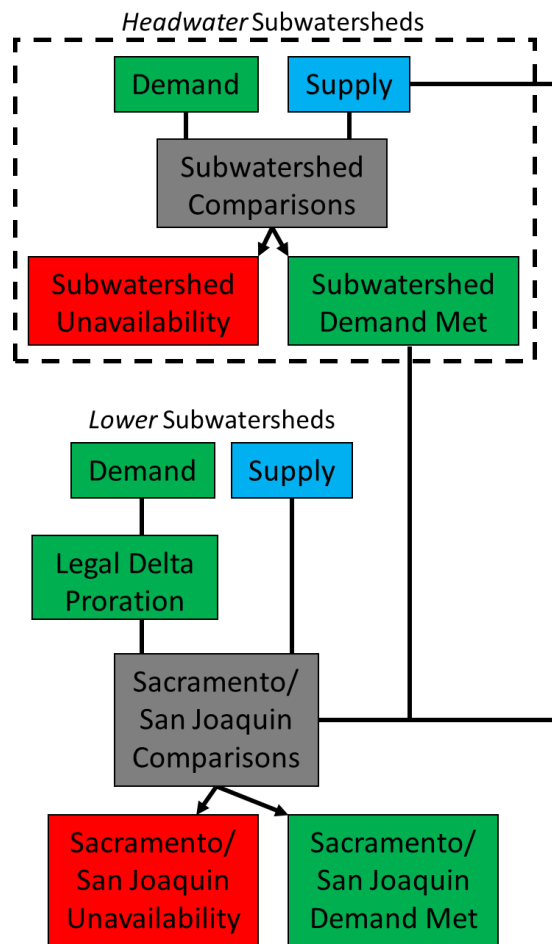 Headwater Subwatersheds
Demand
Supply
Subwatershed
Comparisons
Subwatershed
Unavailability
Subwatershed
Demand Met
Lower Subwatersheds
Demand
Supply
Legal Delta
Proration
Sacramento/
San Joaquin
Comparisons
Sacramento/
San Joaquin
Unavailability
Sacramento/
San Joaquin
Demand Met